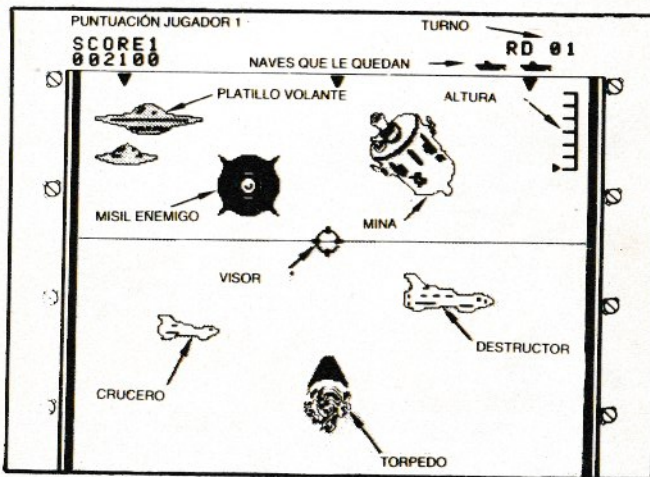 PUNTUACIÓN JUGADOR 1
TURNO
SCORE1
RD 01
002100
NAVES QUE LE QUEDAN
PLATILLO VOLANTE
ALTURA
MISIL ENEMIGO
MINA
VISOR
DESTRUCTOR
CRUCERO
TORPEDO